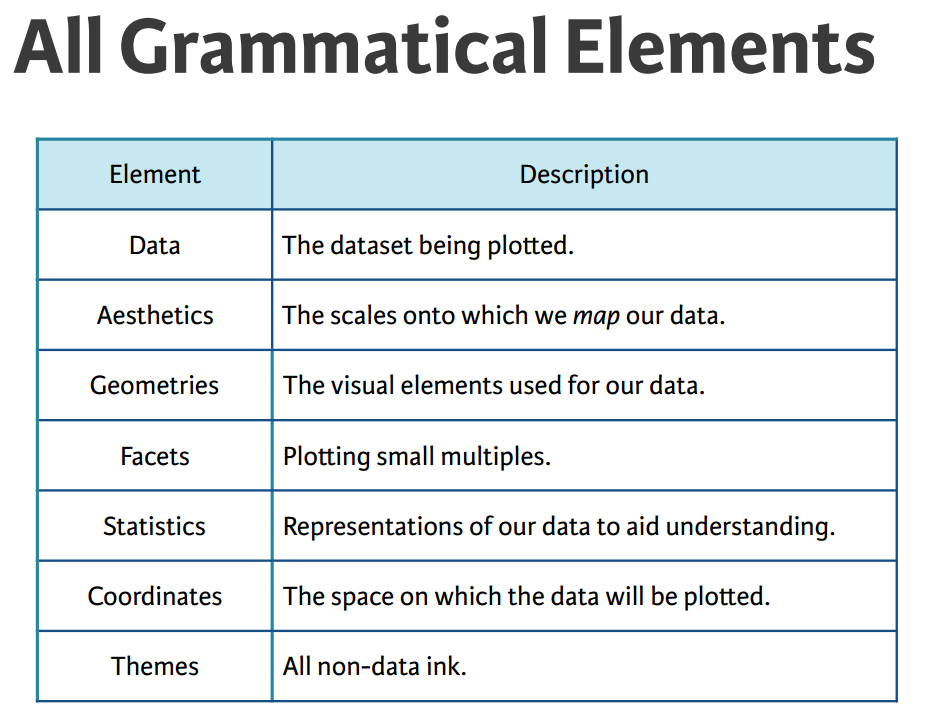 All Grammatical Elements
Element Description
Data The dataset being plotted.
Aesthetics The scales onto which we map our data.
Geometries The visual elements used for our data.
Facets Plotting small multiples.
Statistics Representations of our data to aid understanding.
Coordinates The space on which the data will be plotted.
Themes All non-data ink.